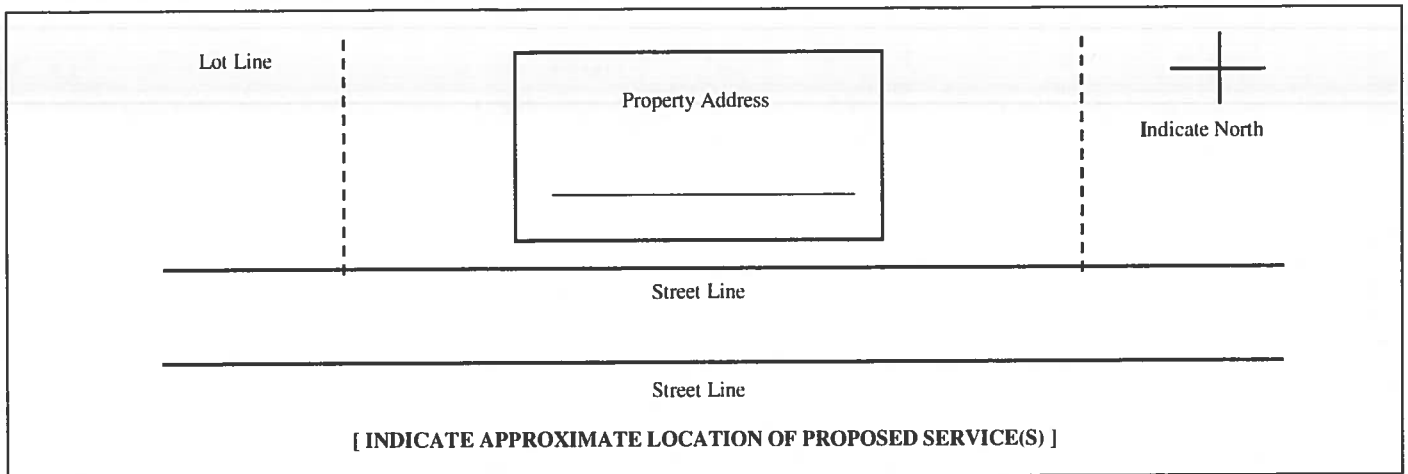 Lot Line
Property Address
Indicate North
Street Line
Street Line
[ INDICATE APPROXIMATE LOCATION OF PROPOSED SERVICE(S) ]